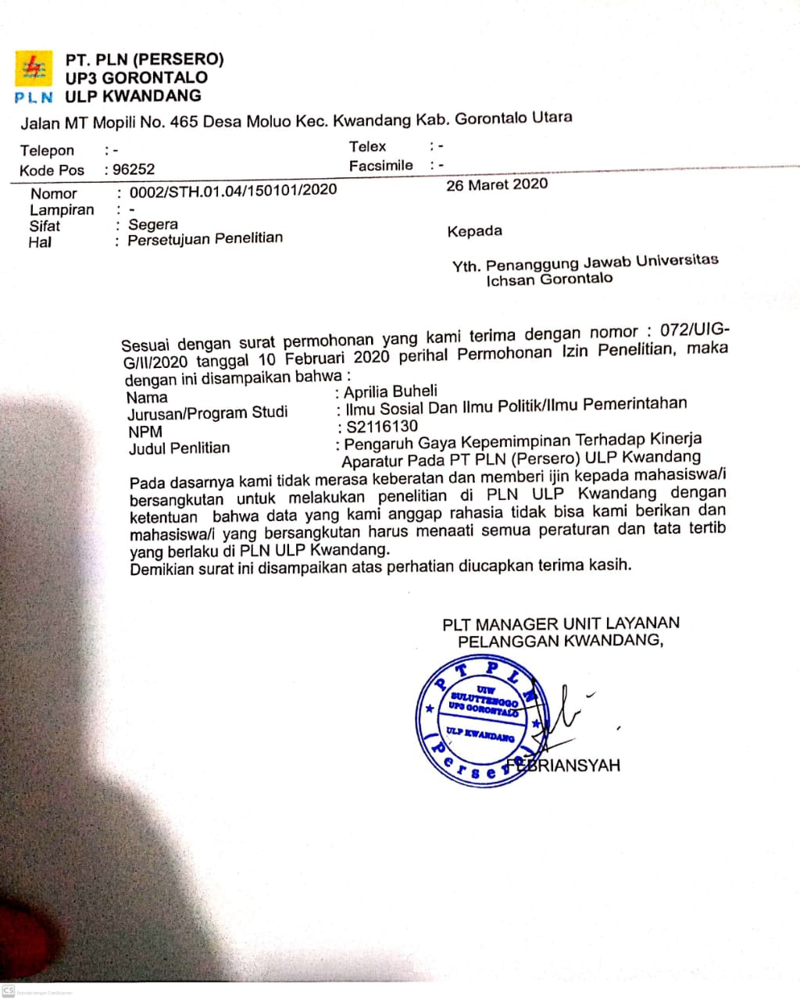 PT. PLN (PERSERO)
UP3 GORONTALO
PLN ULP KWANDANG
Jalan MT Mopili No. 465 Desa Moluo Kec. Kwandang Kab. Gorontalo Utara
Telepon : - Telex : -
Kode Pos : 96252 Facsimile : -
Nomor : 0002/STH.01.04/150101/2020 26 Maret 2020
Lampiran : -
Sifat : Segera
Hal : Persetujuan Penelitian
Kepada
Yth. Penanggung Jawab Universitas
Ichsan Gorontalo
Sesuai dengan surat permohonan yang kami terima dengan nomor : 072/UIG-
G/II/2020 tanggal 10 Februari 2020 perihal Permohonan Izin Penelitian, maka
dengan ini disampaikan bahwa :
Nama : Aprilia Buheli
Jurusan/Program Studi : Ilmu Sosial Dan Ilmu Politik/Ilmu Pemerintahan
NPM : S2116130
Judul Penlitian : Pengaruh Gaya Kepemimpinan Terhadap Kinerja
Aparatur Pada PT PLN (Persero) ULP Kwandang
Pada dasarnya kami tidak merasa keberatan dan memberi ijin kepada mahasiswa/i
bersangkutan untuk melakukan penelitian di PLN ULP Kwandang dengan
ketentuan bahwa data yang kami anggap rahasia tidak bisa kami berikan dan
mahasiswa/i yang bersangkutan harus menaati semua peraturan dan tata tertib
yang berlaku di PLN ULP Kwandang.
Demikian surat ini disampaikan atas perhatian diucapkan terima kasih.
PLT MANAGER UNIT LAYANAN
PELANGGAN KWANDANG,
PT PLN
UIW
SULUTTENGGO
UP3 GORONTALO
ULP KWANDANG
(Persero)
FEBRIANSYAH
CS Dipindai dengan CamScanner